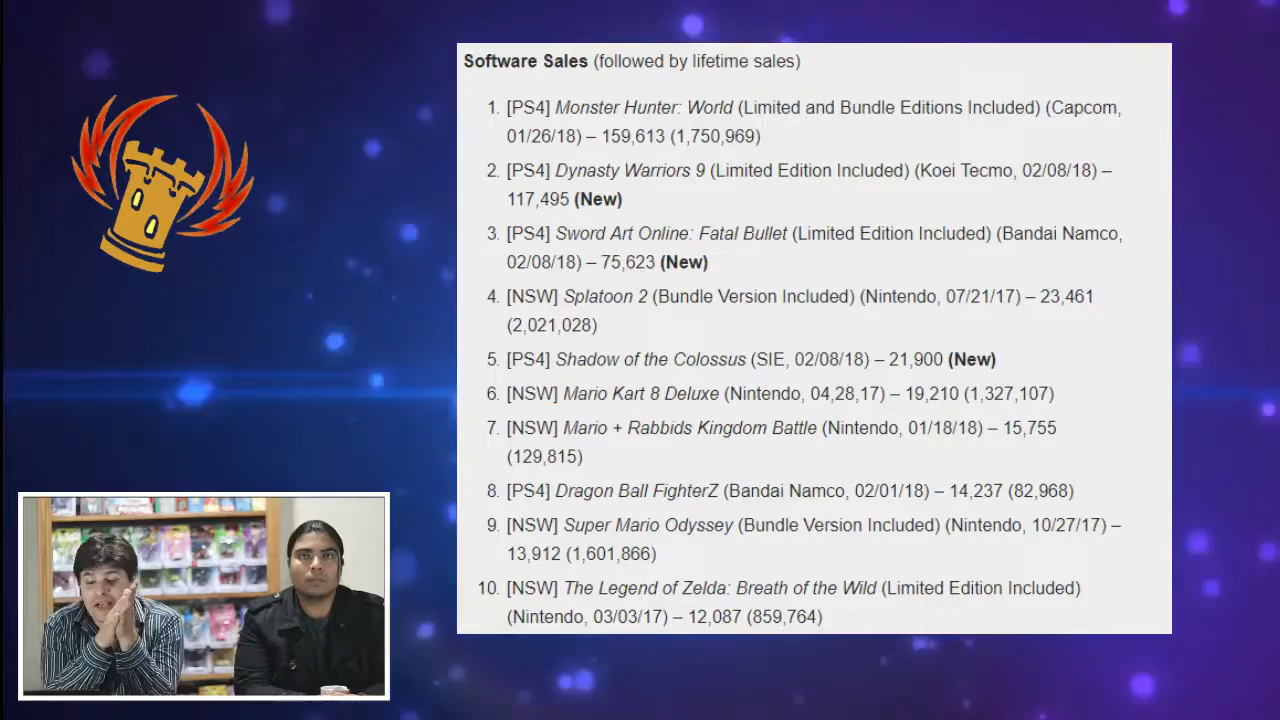 Software Sales (followed by lifetime sales)
1. [PS4] Monster Hunter: World (Limited and Bundle Editions Included) (Capcom,
01/26/18) – 159,613 (1,750,969)
2. [PS4] Dynasty Warriors 9 (Limited Edition Included) (Koei Tecmo, 02/08/18) –
117,495 (New)
3. [PS4] Sword Art Online: Fatal Bullet (Limited Edition Included) (Bandai Namco,
02/08/18) – 75,623 (New)
4. [NSW] Splatoon 2 (Bundle Version Included) (Nintendo, 07/21/17) – 23,461
(2,021,028)
5. [PS4] Shadow of the Colossus (SIE, 02/08/18) – 21,900 (New)
6. [NSW] Mario Kart 8 Deluxe (Nintendo, 04,28,17) – 19,210 (1,327,107)
7. [NSW] Mario + Rabbids Kingdom Battle (Nintendo, 01/18/18) – 15,755
(129,815)
8. [PS4] Dragon Ball FighterZ (Bandai Namco, 02/01/18) – 14,237 (82,968)
9. [NSW] Super Mario Odyssey (Bundle Version Included) (Nintendo, 10/27/17) –
13,912 (1,601,866)
10. [NSW] The Legend of Zelda: Breath of the Wild (Limited Edition Included)
(Nintendo, 03/03/17) – 12,087 (859,764)